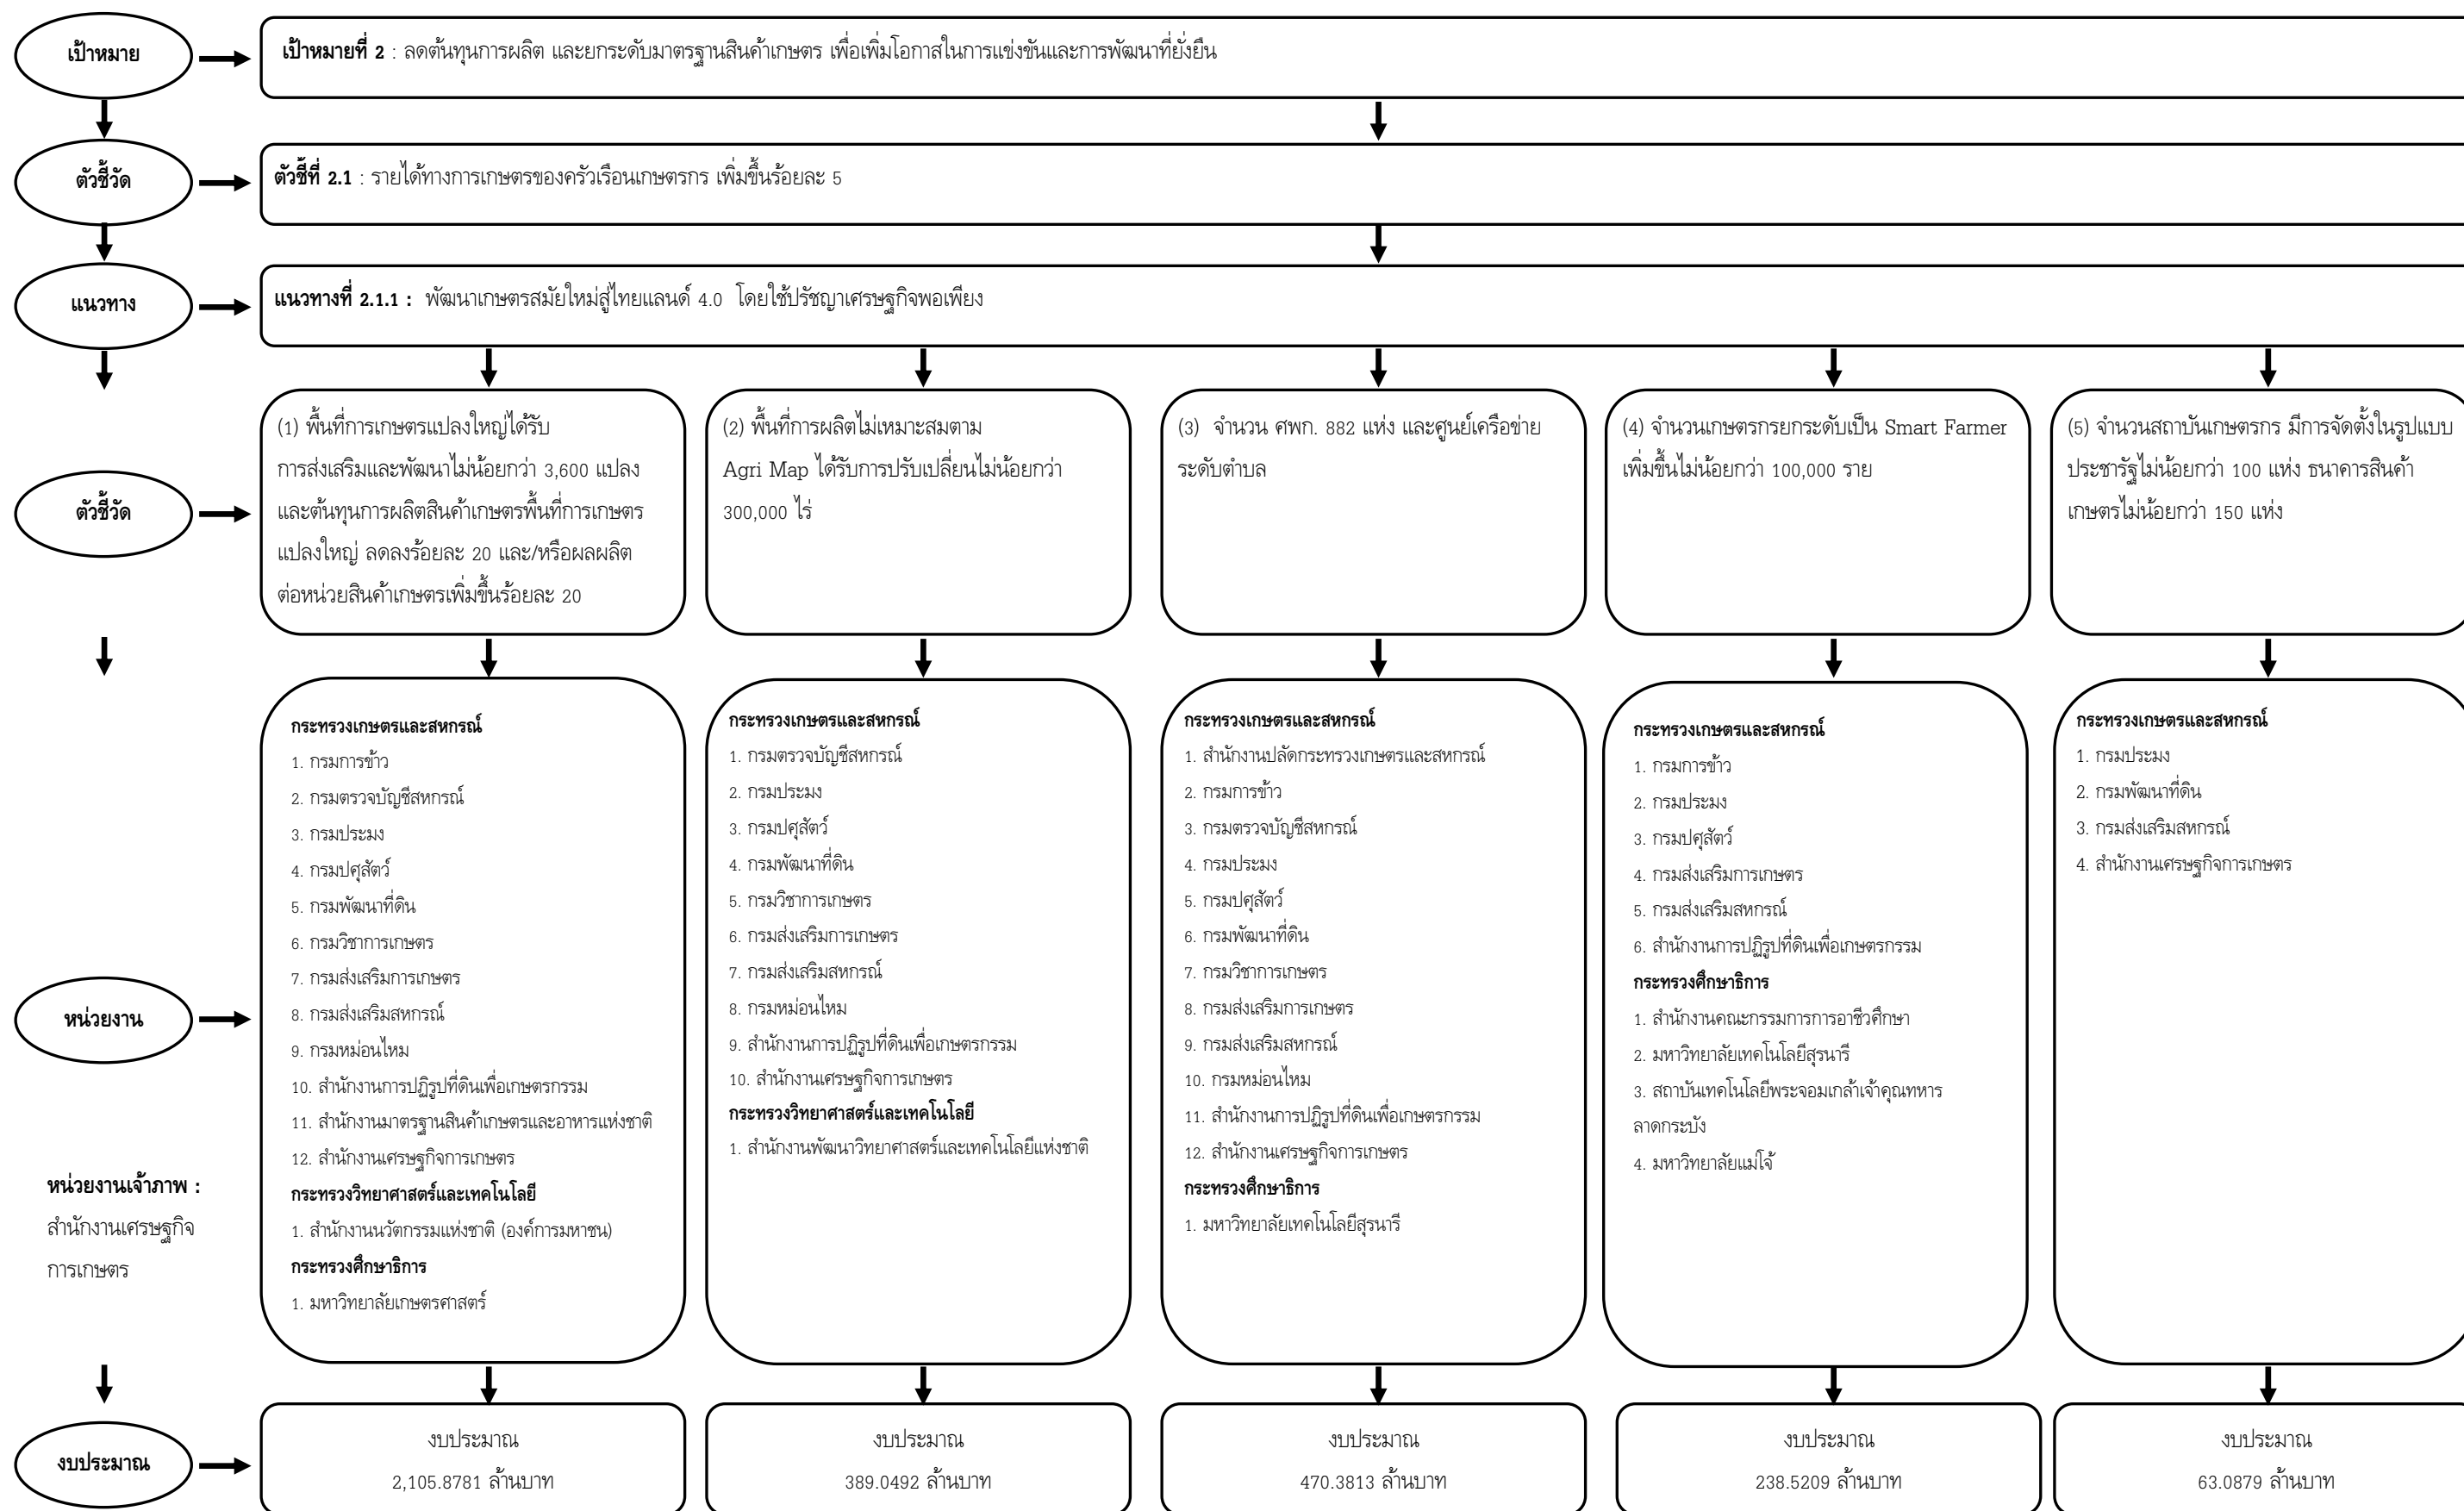 เป้าหมาย
เป้าหมายที่ 2 : ลดต้นทุนการผลิต และยกระดับมาตรฐานสินค้าเกษตร เพื่อเพิ่มโอกาสในการแข่งขันและการพัฒนาที่ยั่งยืน
ตัวชี้วัด
ตัวชี้ที่ 2.1 : รายได้ทางการเกษตรของครัวเรือนเกษตรกร เพิ่มขึ้นร้อยละ 5
แนวทาง
แนวทางที่ 2.1.1 : พัฒนาเกษตรสมัยใหม่สู่ไทยแลนด์ 4.0 โดยใช้ปรัชญาเศรษฐกิจพอเพียง
ตัวชี้วัด
(1) พื้นที่การเกษตรแปลงใหญ่ได้รับ
การส่งเสริมและพัฒนาไม่น้อยกว่า 3,600 แปลง
และต้นทุนการผลิตสินค้าเกษตรพื้นที่การเกษตร
แปลงใหญ่ ลดลงร้อยละ 20 และ/หรือผลผลิต
ต่อหน่วยสินค้าเกษตรเพิ่มขึ้นร้อยละ 20
(2) พื้นที่การผลิตไม่เหมาะสมตาม
Agri Map ได้รับการปรับเปลี่ยนไม่น้อยกว่า
300,000 ไร่
(3) จำนวน ศพก. 882 แห่ง และศูนย์เครือข่าย
ระดับตำบล
(4) จำนวนเกษตรกรยกระดับเป็น Smart Farmer
เพิ่มขึ้นไม่น้อยกว่า 100,000 ราย
(5) จำนวนสถาบันเกษตรกร มีการจัดตั้งในรูปแบบ
ประชารัฐไม่น้อยกว่า 100 แห่ง ธนาคารสินค้า
เกษตรไม่น้อยกว่า 150 แห่ง
หน่วยงาน
หน่วยงานเจ้าภาพ :
สำนักงานเศรษฐกิจ
การเกษตร
กระทรวงเกษตรและสหกรณ์
1. กรมการข้าว
2. กรมตรวจบัญชีสหกรณ์
3. กรมประมง
4. กรมปศุสัตว์
5. กรมพัฒนาที่ดิน
6. กรมวิชาการเกษตร
7. กรมส่งเสริมการเกษตร
8. กรมส่งเสริมสหกรณ์
9. กรมหม่อนไหม
10. สำนักงานการปฏิรูปที่ดินเพื่อเกษตรกรรม
11. สำนักงานมาตรฐานสินค้าเกษตรและอาหารแห่งชาติ
12. สำนักงานเศรษฐกิจการเกษตร
กระทรวงวิทยาศาสตร์และเทคโนโลยี
1. สำนักงานนวัตกรรมแห่งชาติ (องค์การมหาชน)
กระทรวงศึกษาธิการ
1. มหาวิทยาลัยเกษตรศาสตร์
กระทรวงเกษตรและสหกรณ์
1. กรมตรวจบัญชีสหกรณ์
2. กรมประมง
3. กรมปศุสัตว์
4. กรมพัฒนาที่ดิน
5. กรมวิชาการเกษตร
6. กรมส่งเสริมการเกษตร
7. กรมส่งเสริมสหกรณ์
8. กรมหม่อนไหม
9. สำนักงานการปฏิรูปที่ดินเพื่อเกษตรกรรม
10. สำนักงานเศรษฐกิจการเกษตร
กระทรวงวิทยาศาสตร์และเทคโนโลยี
1. สำนักงานพัฒนาวิทยาศาสตร์และเทคโนโลยีแห่งชาติ
กระทรวงเกษตรและสหกรณ์
1. สำนักงานปลัดกระทรวงเกษตรและสหกรณ์
2. กรมการข้าว
3. กรมตรวจบัญชีสหกรณ์
4. กรมประมง
5. กรมปศุสัตว์
6. กรมพัฒนาที่ดิน
7. กรมวิชาการเกษตร
8. กรมส่งเสริมการเกษตร
9. กรมส่งเสริมสหกรณ์
10. กรมหม่อนไหม
11. สำนักงานการปฏิรูปที่ดินเพื่อเกษตรกรรม
12. สำนักงานเศรษฐกิจการเกษตร
กระทรวงศึกษาธิการ
1. มหาวิทยาลัยเทคโนโลยีสุรนารี
กระทรวงเกษตรและสหกรณ์
1. กรมการข้าว
2. กรมประมง
3. กรมปศุสัตว์
4. กรมส่งเสริมการเกษตร
5. กรมส่งเสริมสหกรณ์
6. สำนักงานการปฏิรูปที่ดินเพื่อเกษตรกรรม
กระทรวงศึกษาธิการ
1. สำนักงานคณะกรรมการการอาชีวศึกษา
2. มหาวิทยาลัยเทคโนโลยีสุรนารี
3. สถาบันเทคโนโลยีพระจอมเกล้าเจ้าคุณทหาร
ลาดกระบัง
4. มหาวิทยาลัยแม่โจ้
กระทรวงเกษตรและสหกรณ์
1. กรมประมง
2. กรมพัฒนาที่ดิน
3. กรมส่งเสริมสหกรณ์
4. สำนักงานเศรษฐกิจการเกษตร
งบประมาณ
งบประมาณ
2,105.8781 ล้านบาท
งบประมาณ
389.0492 ล้านบาท
งบประมาณ
470.3813 ล้านบาท
งบประมาณ
238.5209 ล้านบาท
งบประมาณ
63.0879 ล้านบาท